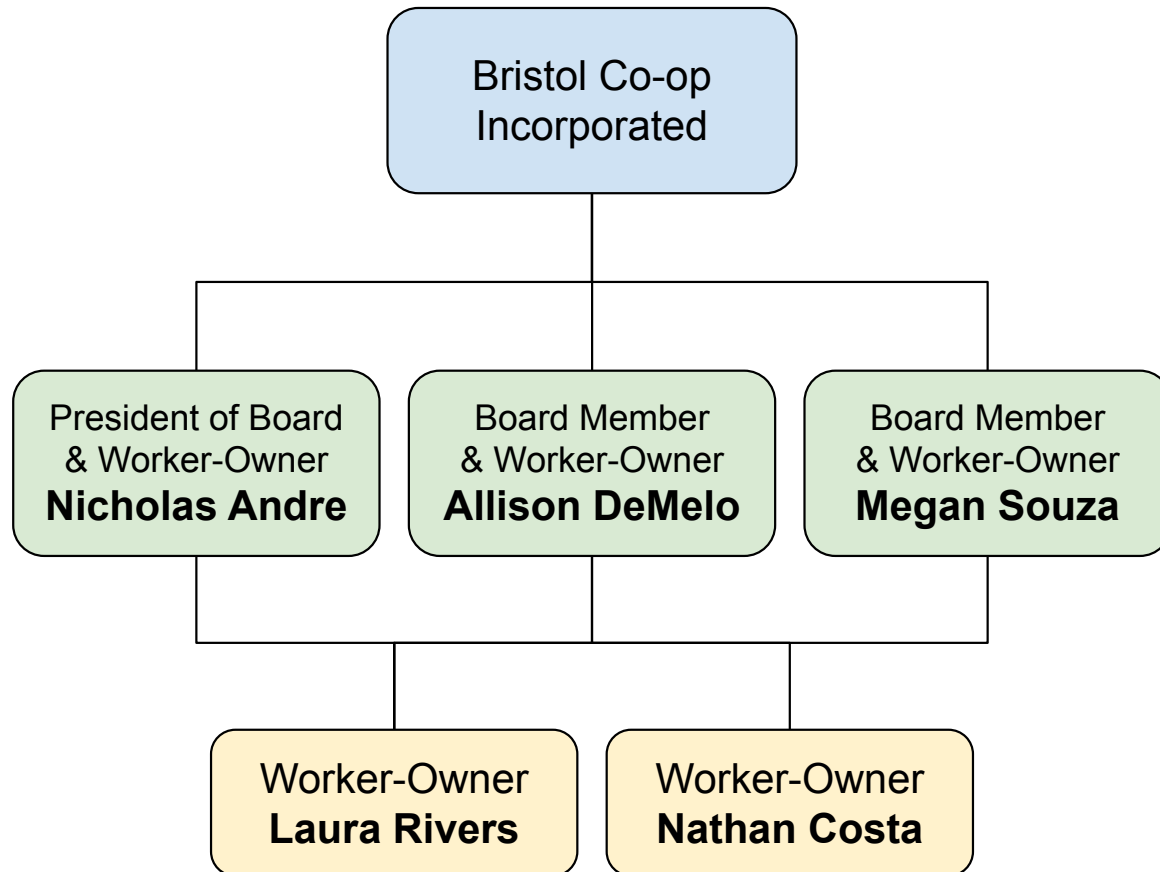 Bristol Co-op
Incorporated
President of Board
& Worker-Owner
Nicholas Andre
Board Member
& Worker-Owner
Allison DeMelo
Board Member
& Worker-Owner
Megan Souza
Worker-Owner
Laura Rivers
Worker-Owner
Nathan Costa